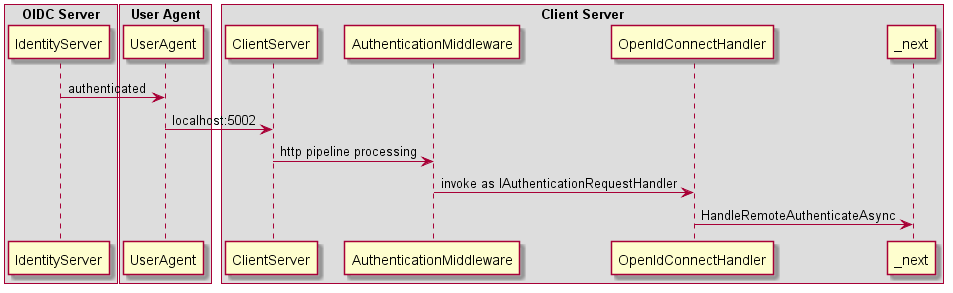 OIDC Server
User Agent
Client Server
IdentityServer
UserAgent
ClientServer
AuthenticationMiddleware
OpenIdConnectHandler
_next
authenticated
localhost:5002
http pipeline processing
invoke as IAuthenticationRequestHandler
HandleRemoteAuthenticateAsync
IdentityServer
UserAgent
ClientServer
AuthenticationMiddleware
OpenIdConnectHandler
_next